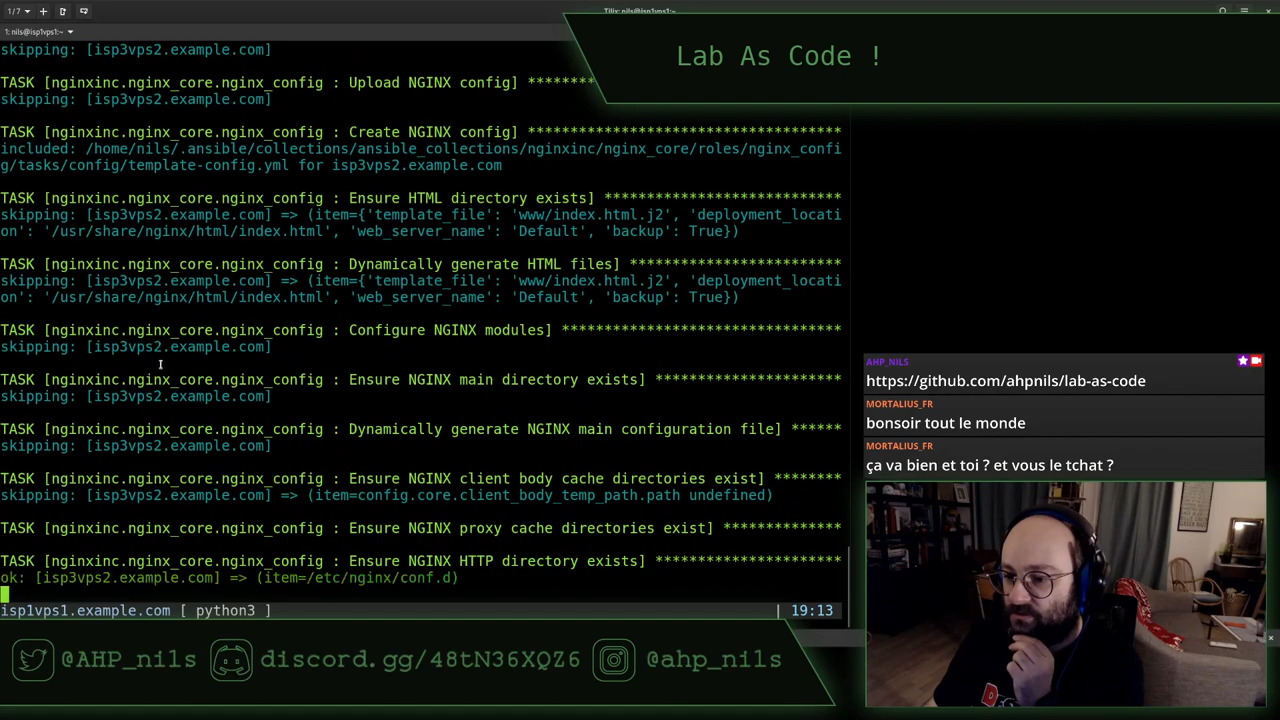 1/7
Tilix: nils@isp1vps1:~
1: nils@isp1vps1:~
Lab As Code !
skipping: [isp3vps2.example.com]
TASK [nginxinc.nginx_core.nginx_config : Upload NGINX config] ********
skipping: [isp3vps2.example.com]
TASK [nginxinc.nginx_core.nginx_config : Create NGINX config] *************************************
included: /home/nils/.ansible/collections/ansible_collections/nginxinc/nginx_core/roles/nginx_confi
g/tasks/config/template-config.yml for isp3vps2.example.com
TASK [nginxinc.nginx_core.nginx_config : Ensure HTML directory exists] ****************************
skipping: [isp3vps2.example.com] => (item={'template_file': 'www/index.html.j2', 'deployment_locati
on': '/usr/share/nginx/html/index.html', 'web_server_name': 'Default', 'backup': True})
TASK [nginxinc.nginx_core.nginx_config : Dynamically generate HTML files] *************************
skipping: [isp3vps2.example.com] => (item={'template_file': 'www/index.html.j2', 'deployment_locati
on': '/usr/share/nginx/html/index.html', 'web_server_name': 'Default', 'backup': True})
TASK [nginxinc.nginx_core.nginx_config : Configure NGINX modules] *********************************
skipping: [isp3vps2.example.com]
TASK [nginxinc.nginx_core.nginx_config : Ensure NGINX main directory exists] **********************
skipping: [isp3vps2.example.com]
TASK [nginxinc.nginx_core.nginx_config : Dynamically generate NGINX main configuration file] ******
skipping: [isp3vps2.example.com]
TASK [nginxinc.nginx_core.nginx_config : Ensure NGINX client body cache directories exist] ********
skipping: [isp3vps2.example.com] => (item=config.core.client_body_temp_path.path undefined)
TASK [nginxinc.nginx_core.nginx_config : Ensure NGINX proxy cache directories exist] **************
TASK [nginxinc.nginx_core.nginx_config : Ensure NGINX HTTP directory exists] **********************
ok: [isp3vps2.example.com] => (item=/etc/nginx/conf.d)
isp1vps1.example.com [ python3 ] | 19:13
AHP_NILS
https://github.com/ahpnils/lab-as-code
MORTALIUS_FR
bonsoir tout le monde
MORTALIUS_FR
ça va bien et toi ? et vous le tchat ?
@AHP_nils discord.gg/48tN36XQZ6 @ahp_nils